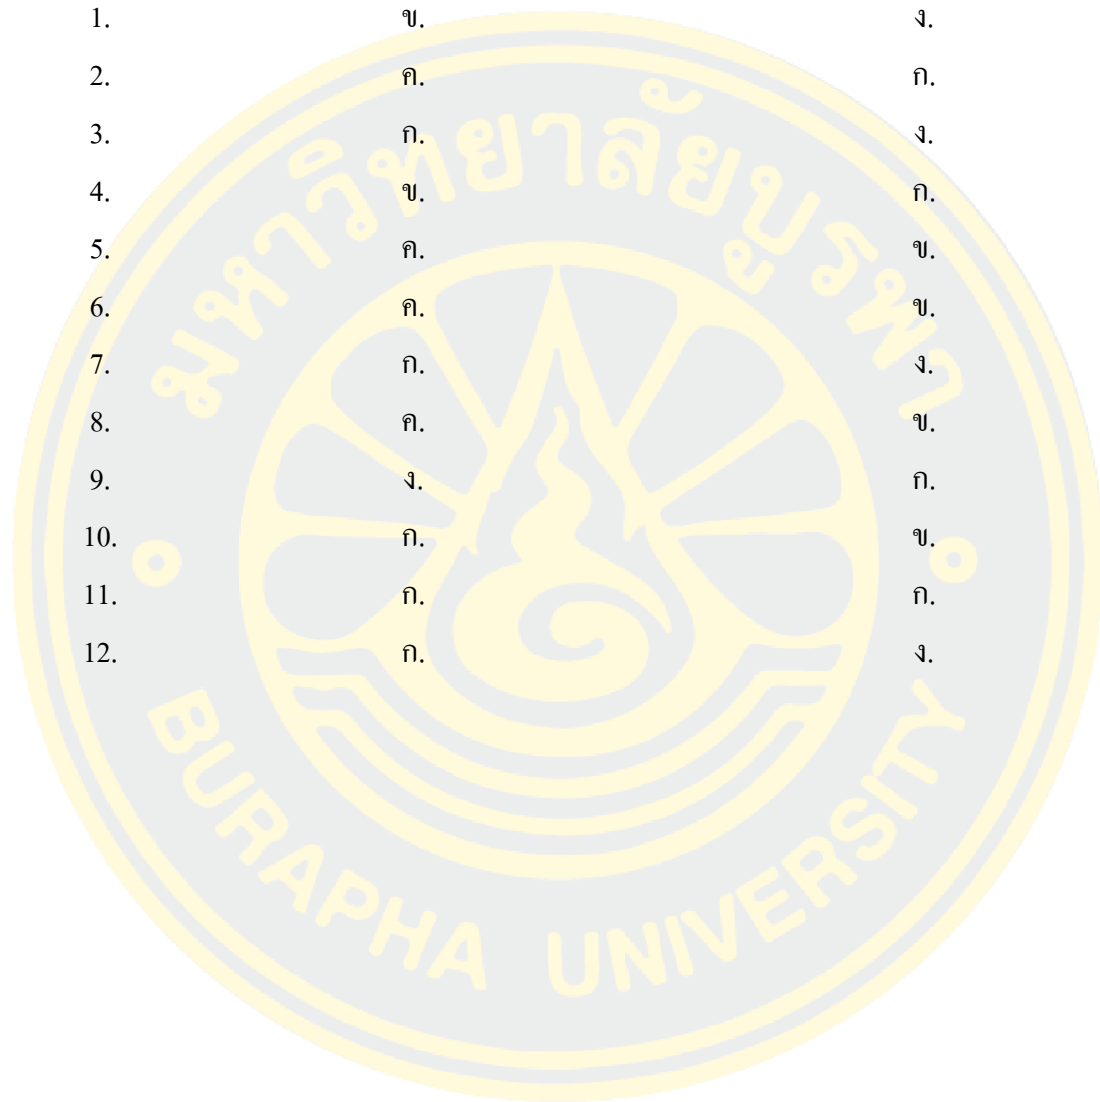 1. ข. ง.
2. ค. ก.
3. ก. ง.
4. ข. ก.
5. ค. ข.
6. ค. ข.
7. ก. ง.
8. ค. ข.
9. ง. ก.
10. ก. ข.
11. ก. ก.
12. ก. ง.
มหาวิทยาลัยบูรพา
BURAPHA UNIVERSITY